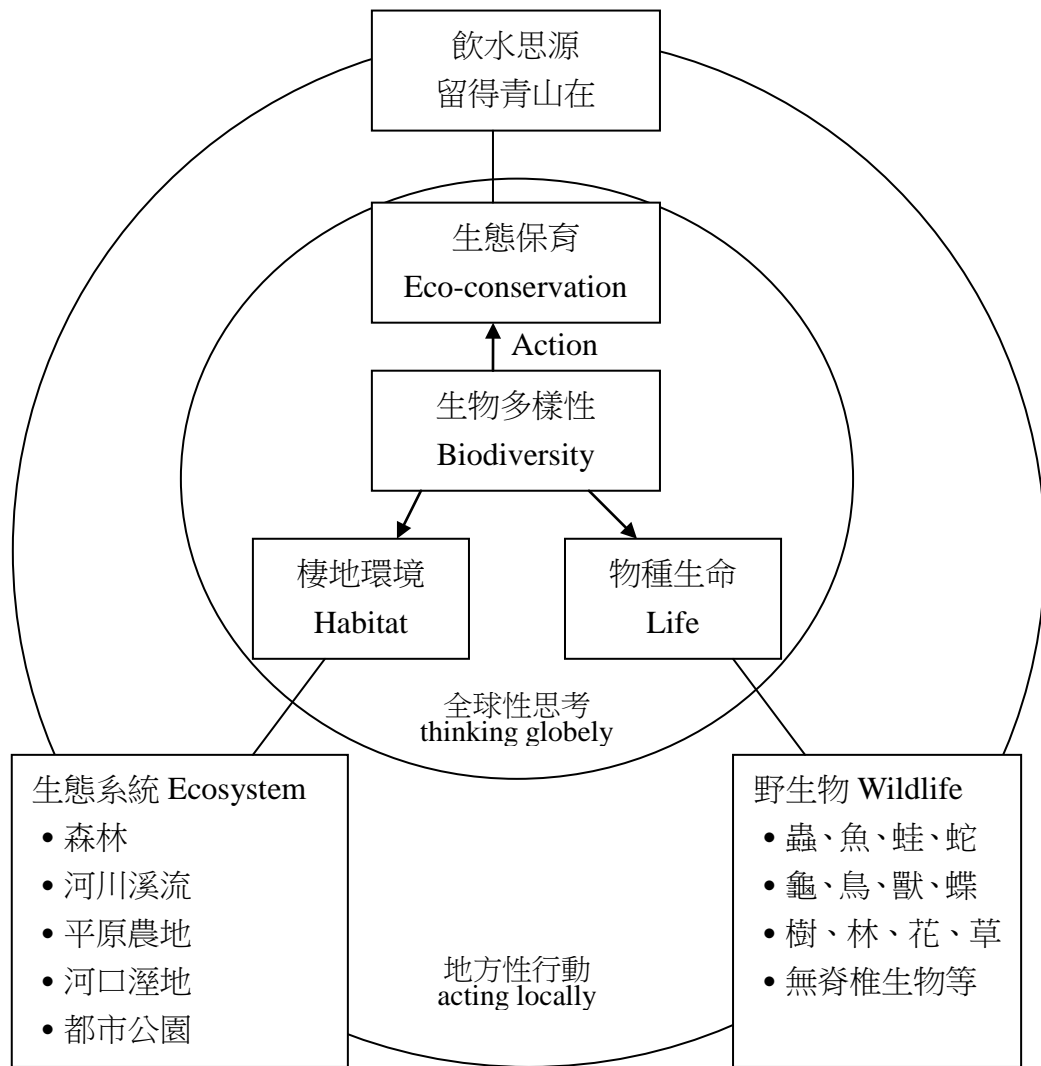 飲水思源
留得青山在
生態保育
Eco-conservation
Action
生物多樣性
Biodiversity
棲地環境
Habitat
物種生命
Life
全球性思考
thinking globely
生態系統 Ecosystem
• 森林
• 河川溪流
• 平原農地
• 河口溼地
• 都市公園
野生物 Wildlife
• 蟲、魚、蛙、蛇
• 龜、鳥、獸、蝶
• 樹、林、花、草
• 無脊椎生物等
地方性行動
acting locally